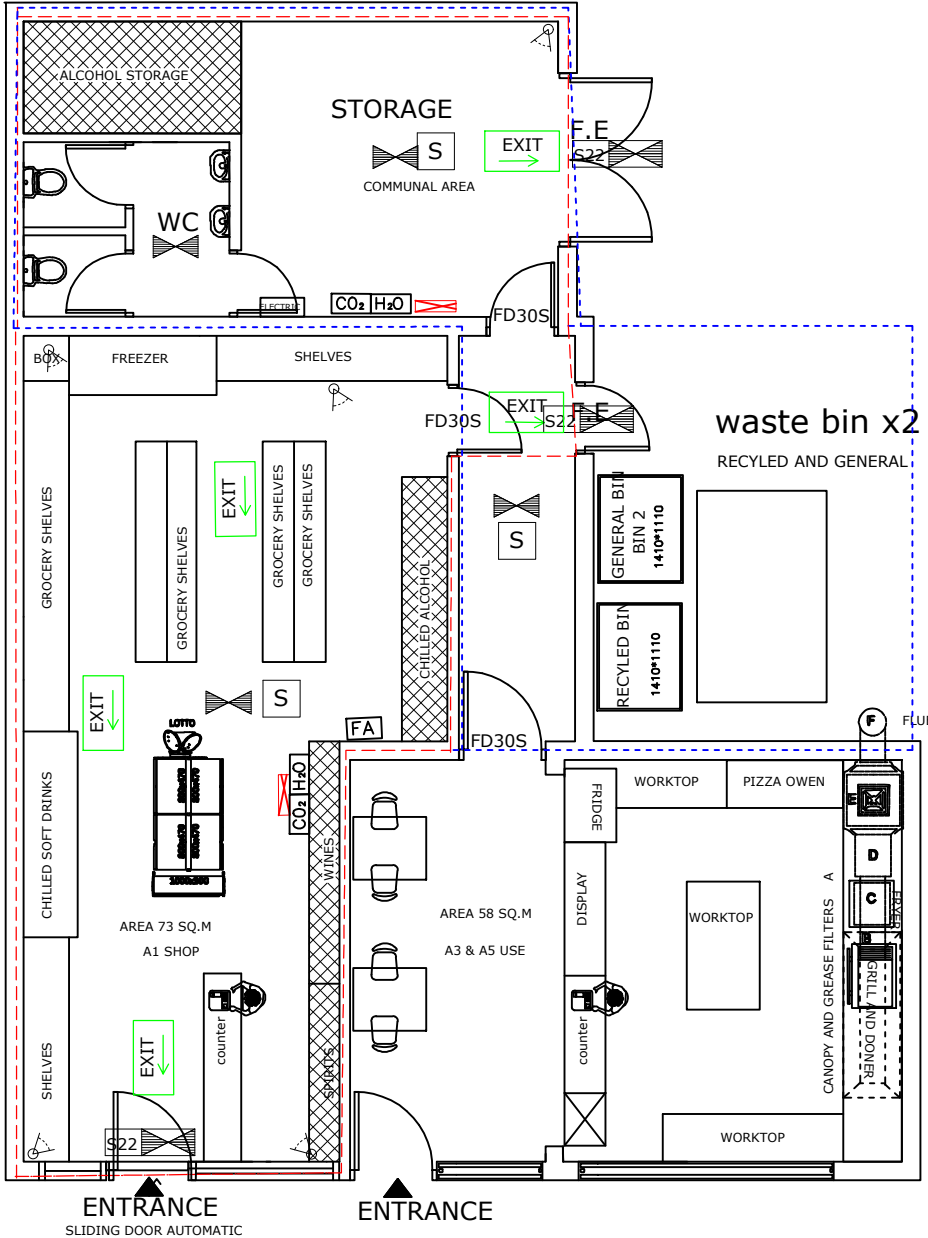 ALCOHOL STORAGE
STORAGE
S
EXIT
F.E
S22
COMMUNAL AREA
WC
ELECTRIC
CO₂ H₂O
FD30S
BOX
FREEZER
SHELVES
FD30S
EXIT
F.E
S22
waste bin x2
RECYLED AND GENERAL
GROCERY SHELVES
GROCERY SHELVES
EXIT
GROCERY SHELVES
GROCERY SHELVES
CHILLED ALCOHOL
S
GENERAL BIN
BIN 2
1410*1110
RECYLED BIN
1410*1110
EXIT
S
LOTTO
FA
FD30S
F
FLUE
CHILLED SOFT DRINKS
CO₂ H₂O
WINES
FRIDGE
WORKTOP
PIZZA OWEN
E
D
C
B
A
FRYER
AREA 73 SQ.M
A1 SHOP
AREA 58 SQ.M
A3 & A5 USE
DISPLAY
WORKTOP
CANOPY AND GREASE FILTERS
GRILL AND DONER
SHELVES
EXIT
counter
SPIRITS
counter
S22
WORKTOP
ENTRANCE
SLIDING DOOR AUTOMATIC
ENTRANCE